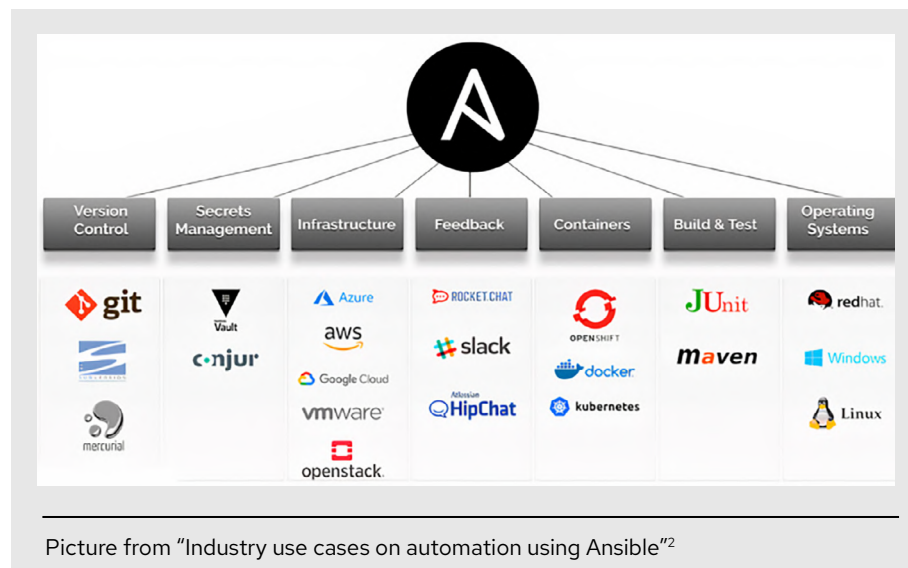 Version
Control
Secrets
Management
Infrastructure
Feedback
Containers
Build & Test
Operating
Systems
git
SUBVERSION
mercurial
Vault
conjur
Azure
aws
Google Cloud
vmware
openstack.
ROCKET.CHAT
slack
Atlassian
HipChat
OPENSHIFT
docker
kubernetes
JUnit
maven
redhat.
Windows
Linux
Picture from “Industry use cases on automation using Ansible”²